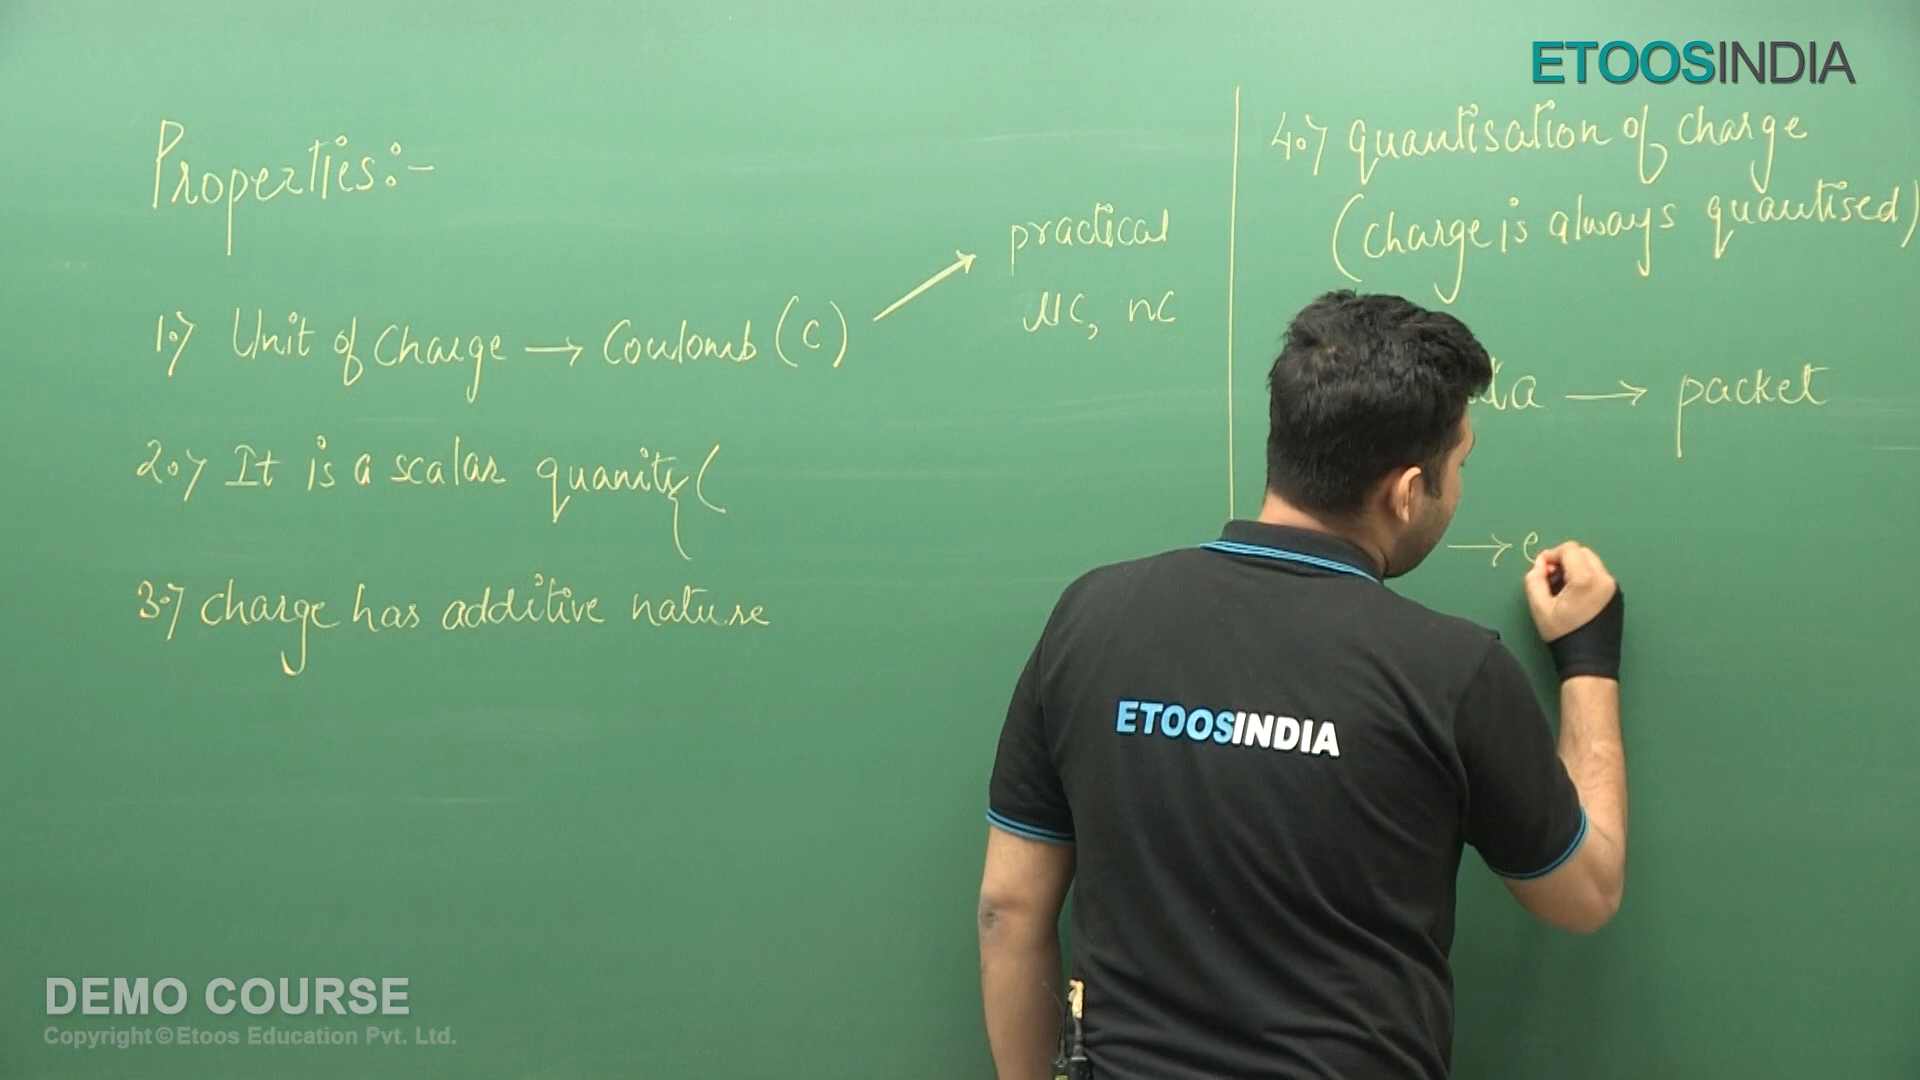 ETOOSINDIA
Properties:-
1.) Unit of Charge → Coulomb (C)
practical
μC, nC
2.) It is a scalar quanity (
3.) Charge has additive nature
4.) quantisation of charge
(charge is always quantised)
→ packet
→ e
ETOOSINDIA
DEMO COURSE
Copyright © Etoos Education Pvt. Ltd.